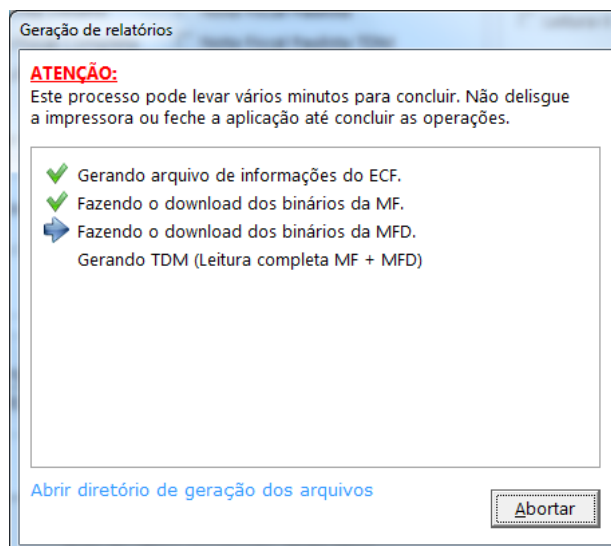 Geração de relatórios
ATENÇÃO:
Este processo pode levar vários minutos para concluir. Não delisgue
a impressora ou feche a aplicação até concluir as operações.
Gerando arquivo de informações do ECF.
Fazendo o download dos binários da MF.
Fazendo o download dos binários da MFD.
Gerando TDM (Leitura completa MF + MFD)
Abrir diretório de geração dos arquivos
Abortar